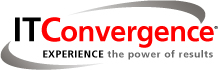 ITConvergence
EXPERIENCE the power of results